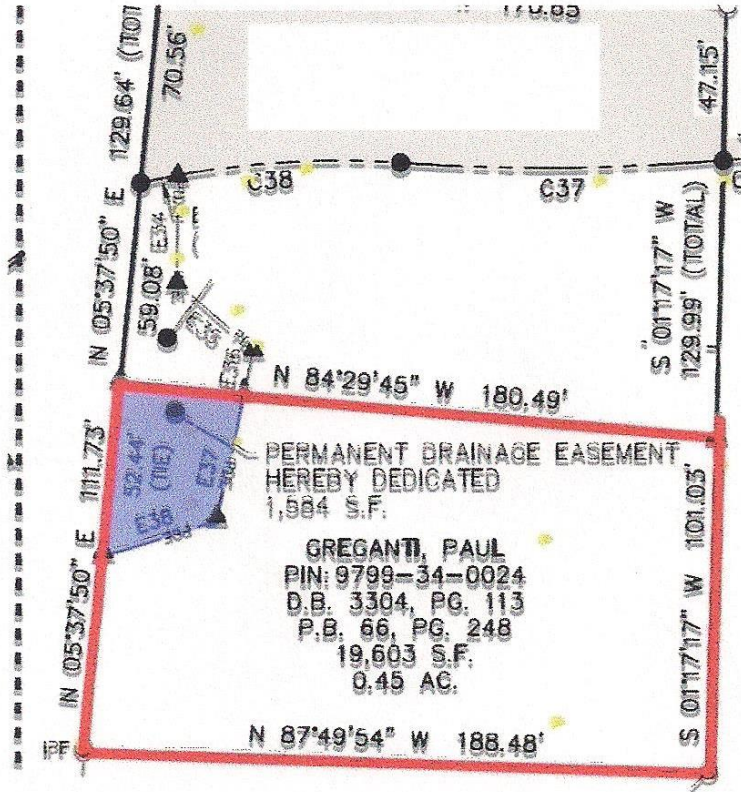 170.65
129.64' (TOT
70.56'
47.15'
C38
C37
E34
N 05°37'50" E
59.08'
E35
E36
S 01°17'17" W
129.99' (TOTAL)
N 84°29'45" W 180.49'
PERMANENT DRAINAGE EASEMENT
HEREBY DEDICATED
1,984 S.F.
111.73'
52.44'
(TIE)
E37
E38
N 05°37'50" E
GREGANTI, PAUL
PIN: 9799-34-0024
D.B. 3304, PG. 113
P.B. 66, PG. 248
19,603 S.F.
0.45 AC.
S 01°17'17" W 101.03'
N 87°49'54" W 188.48'